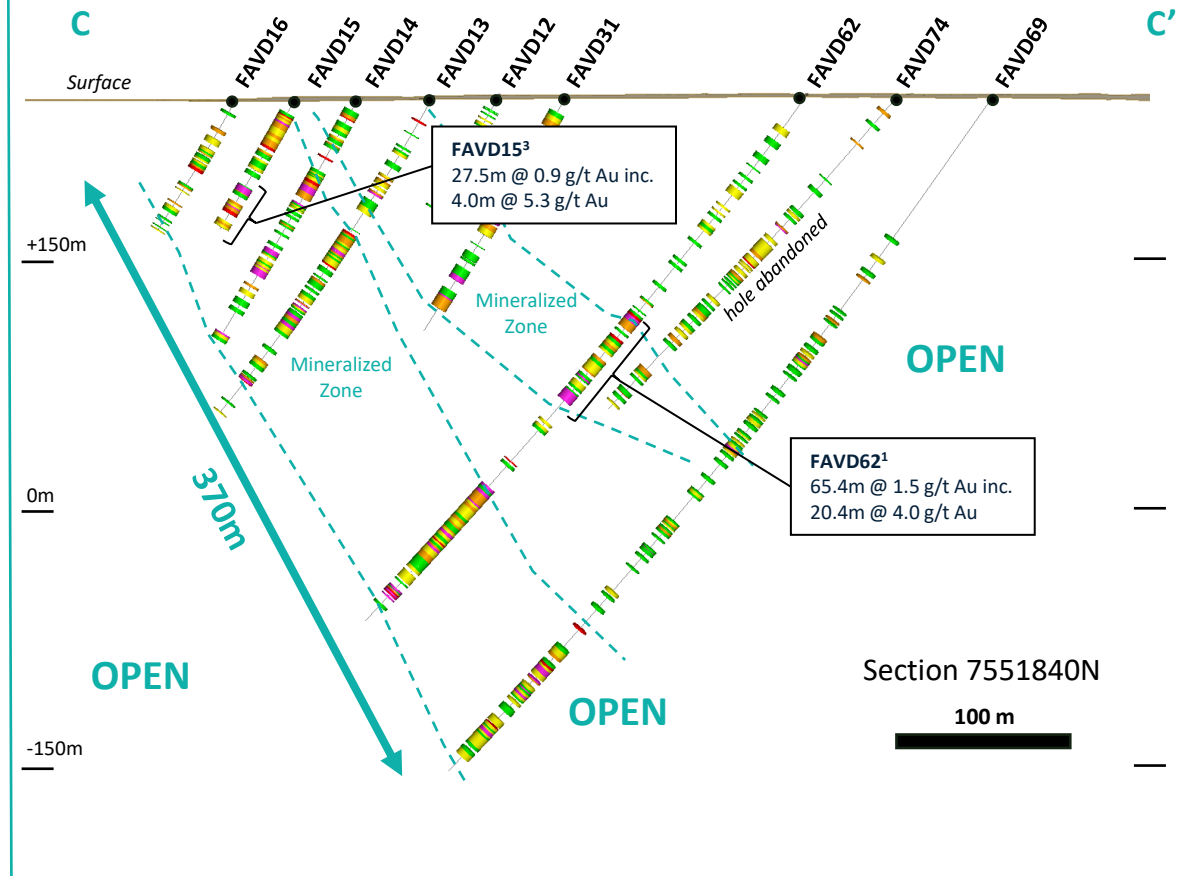 C
C'
FAVD16
FAVD15
FAVD14
FAVD13
FAVD12
FAVD31
FAVD62
FAVD74
FAVD69
Surface
FAVD15³
27.5m @ 0.9 g/t Au inc.
4.0m @ 5.3 g/t Au
+150m
hole abandoned
Mineralized
Zone
Mineralized
Zone
OPEN
FAVD62¹
65.4m @ 1.5 g/t Au inc.
20.4m @ 4.0 g/t Au
0m
370m
OPEN
OPEN
Section 7551840N
100 m
-150m